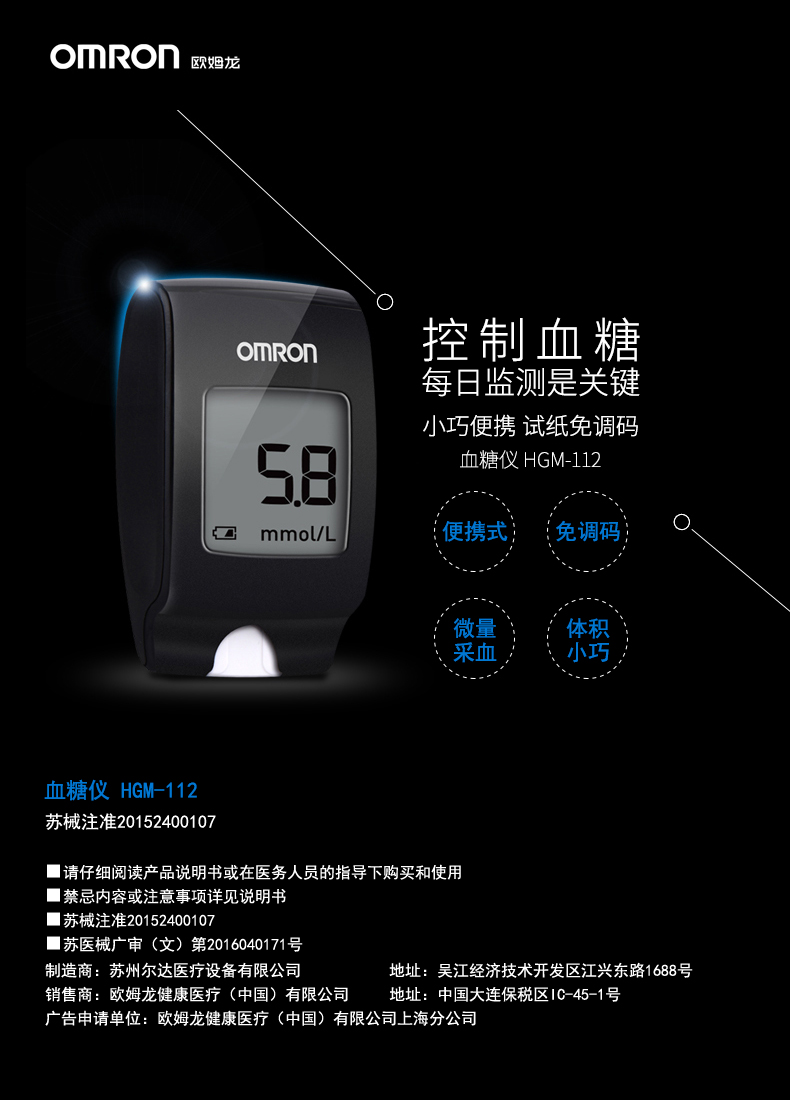 OMRON 欧姆龙
OMRON
5.8
mmol/L
控制血糖
每日监测是关键
小巧便携 试纸免调码
血糖仪 HGM-112
便携式
免调码
微量
采血
体积
小巧
血糖仪 HGM-112
苏械注准20152400107
■请仔细阅读产品说明书或在医务人员的指导下购买和使用
■禁忌内容或注意事项详见说明书
■苏械注准20152400107
■苏医械广审（文）第2016040171号
制造商：苏州尔达医疗设备有限公司 地址：吴江经济技术开发区江兴东路1688号
销售商：欧姆龙健康医疗（中国）有限公司 地址：中国大连保税区IC-45-1号
广告申请单位：欧姆龙健康医疗（中国）有限公司上海分公司